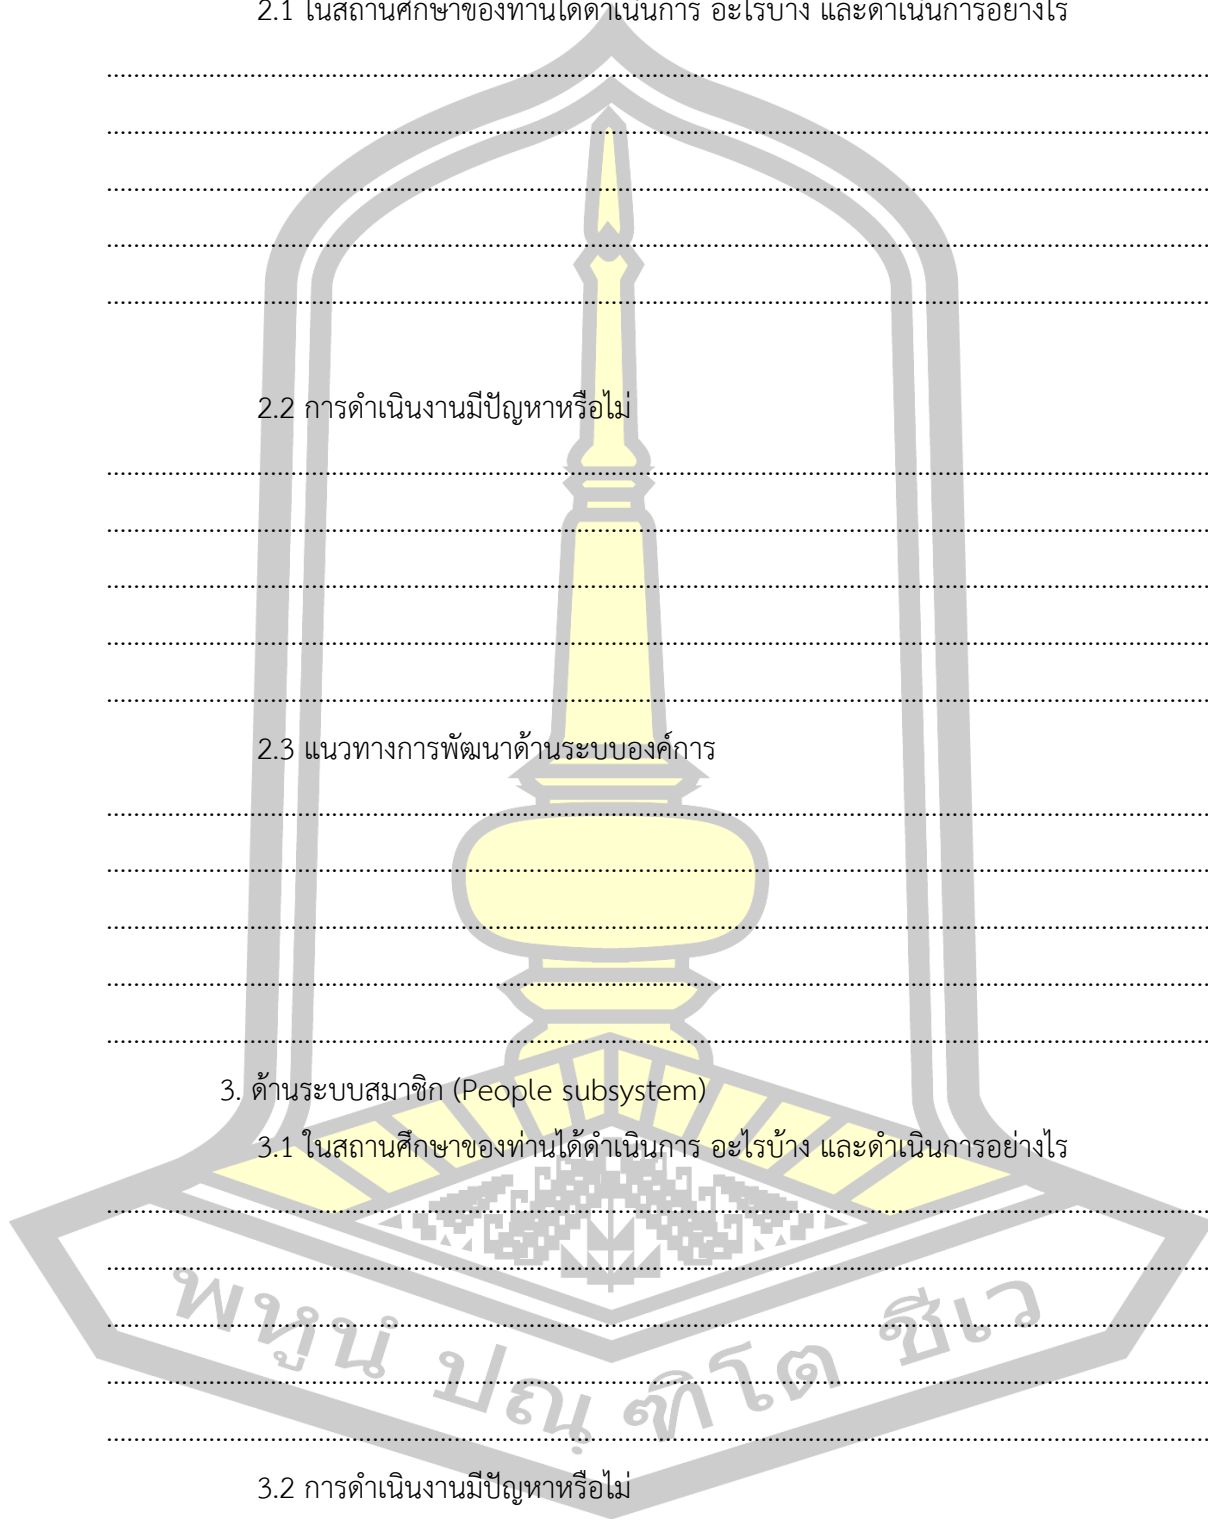 2.1 ในสถานศึกษาของท่านได้ดำเนินการ อะไรบ้าง และดำเนินการอย่างไร
................................................................................
................................................................................
................................................................................
................................................................................
................................................................................
2.2 การดำเนินงานมีปัญหาหรือไม่
................................................................................
................................................................................
................................................................................
................................................................................
................................................................................
2.3 แนวทางการพัฒนาด้านระบบองค์การ
................................................................................
................................................................................
................................................................................
................................................................................
................................................................................
3. ด้านระบบสมาชิก (People subsystem)
3.1 ในสถานศึกษาของท่านได้ดำเนินการ อะไรบ้าง และดำเนินการอย่างไร
................................................................................
................................................................................
................................................................................
................................................................................
................................................................................
พหูนํ ปณฺฑิโต ชีเว
3.2 การดำเนินงานมีปัญหาหรือไม่